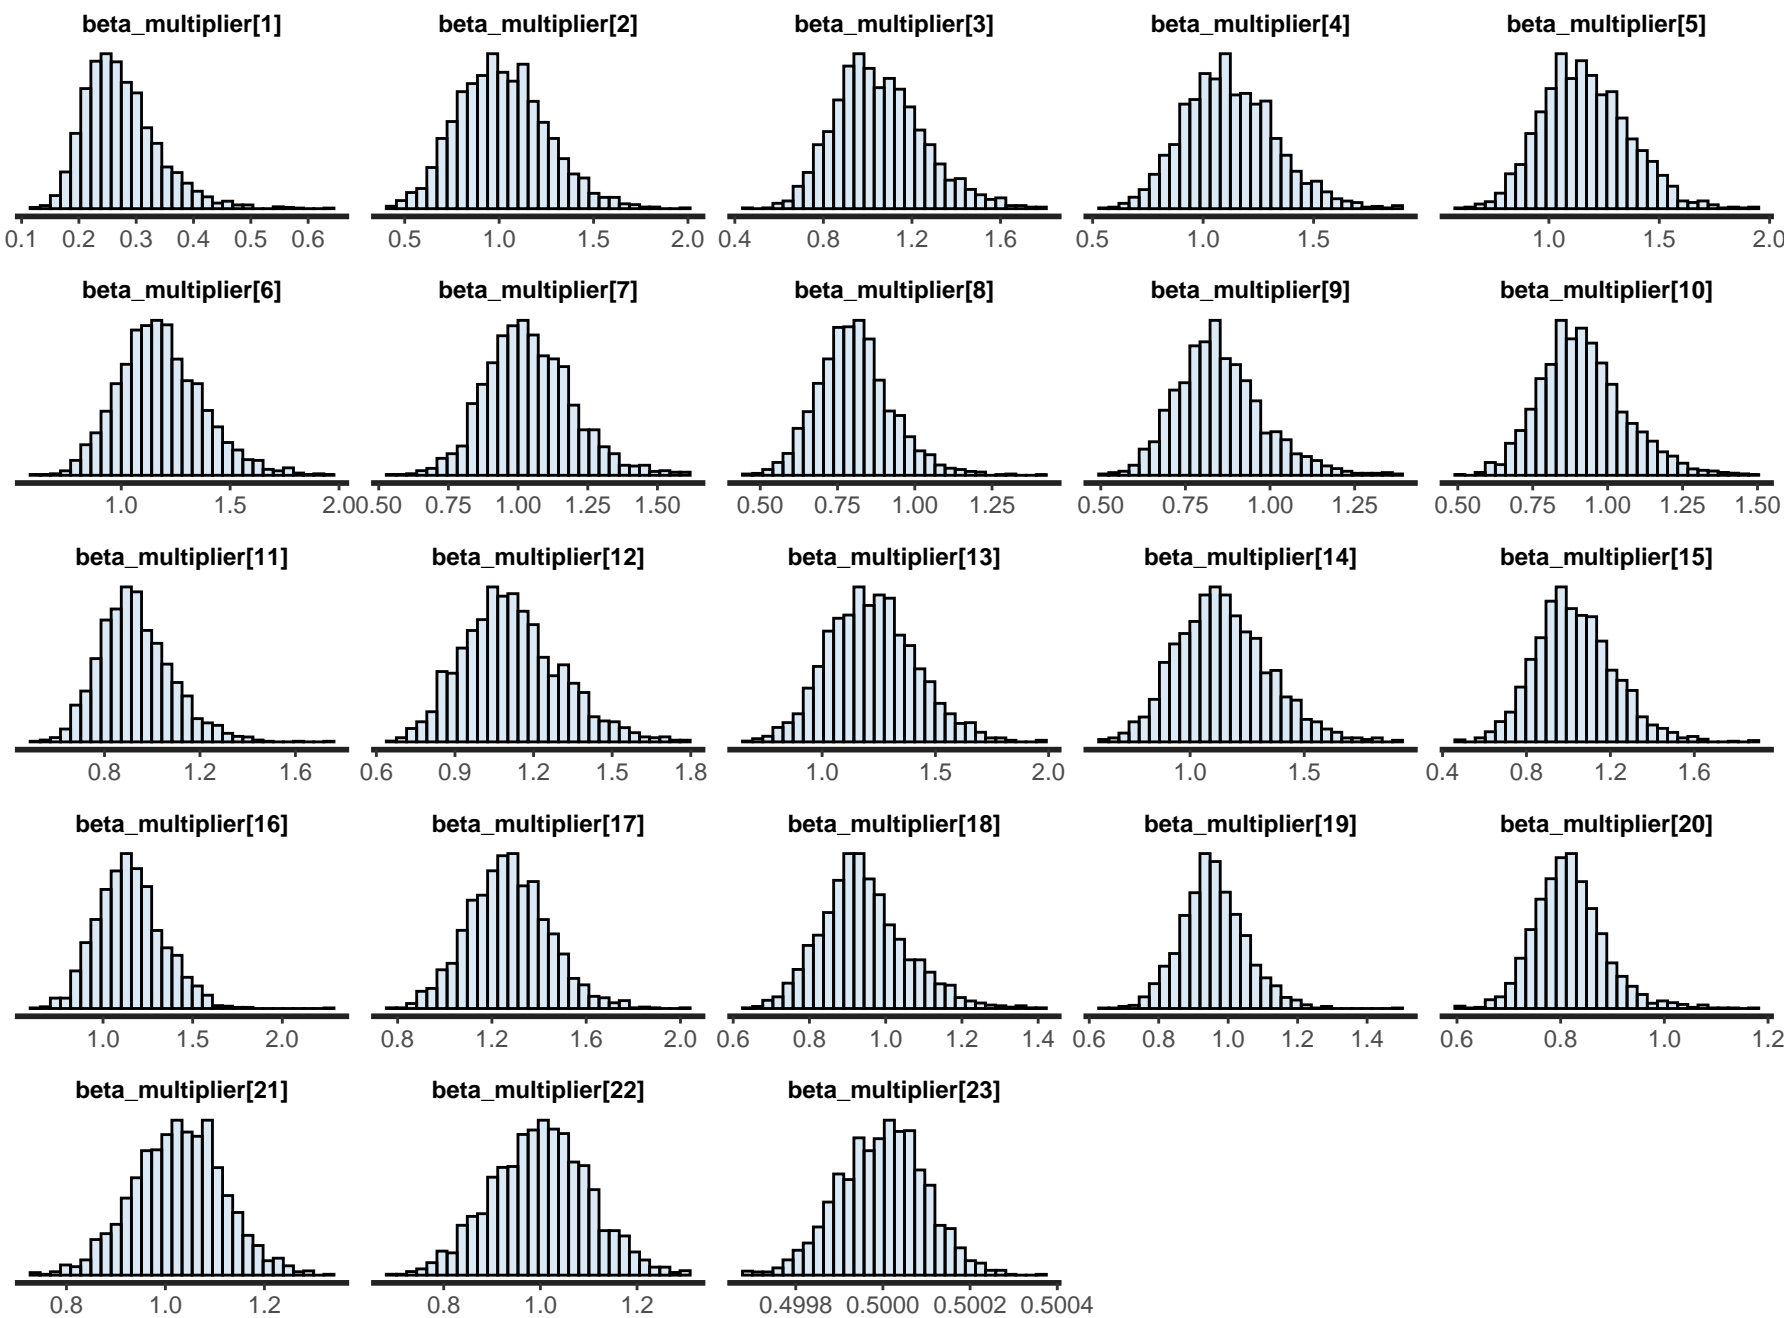 beta_multiplier[1] beta_multiplier[2] beta_multiplier[3] beta_multiplier[4] beta_multiplier[5]
0.1 0.2 0.3 0.4 0.5 0.6 0.5 1.0 1.5 2.0 0.4 0.8 1.2 1.6 0.5 1.0 1.5 1.0 1.5 2.0
beta_multiplier[6] beta_multiplier[7] beta_multiplier[8] beta_multiplier[9] beta_multiplier[10]
1.0 1.5 2.0 0.50 0.75 1.00 1.25 1.50 0.50 0.75 1.00 1.25 0.50 0.75 1.00 1.25 0.50 0.75 1.00 1.25 1.50
beta_multiplier[11] beta_multiplier[12] beta_multiplier[13] beta_multiplier[14] beta_multiplier[15]
0.8 1.2 1.6 0.6 0.9 1.2 1.5 1.8 1.0 1.5 2.0 1.0 1.5 0.4 0.8 1.2 1.6
beta_multiplier[16] beta_multiplier[17] beta_multiplier[18] beta_multiplier[19] beta_multiplier[20]
1.0 1.5 2.0 0.8 1.2 1.6 2.0 0.6 0.8 1.0 1.2 1.4 0.6 0.8 1.0 1.2 1.4 0.6 0.8 1.0 1.2
beta_multiplier[21] beta_multiplier[22] beta_multiplier[23]
0.8 1.0 1.2 0.8 1.0 1.2 0.4998 0.5000 0.5002 0.5004